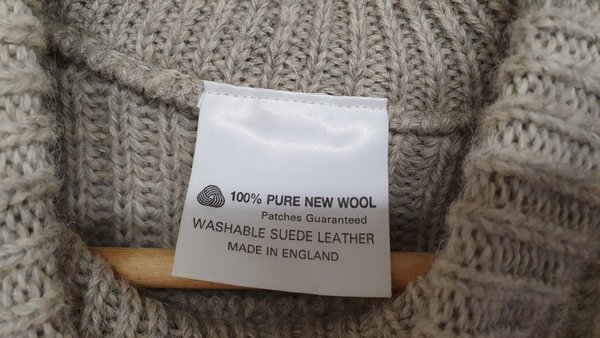 100% PURE NEW WOOL
Patches Guaranteed
WASHABLE SUEDE LEATHER
MADE IN ENGLAND